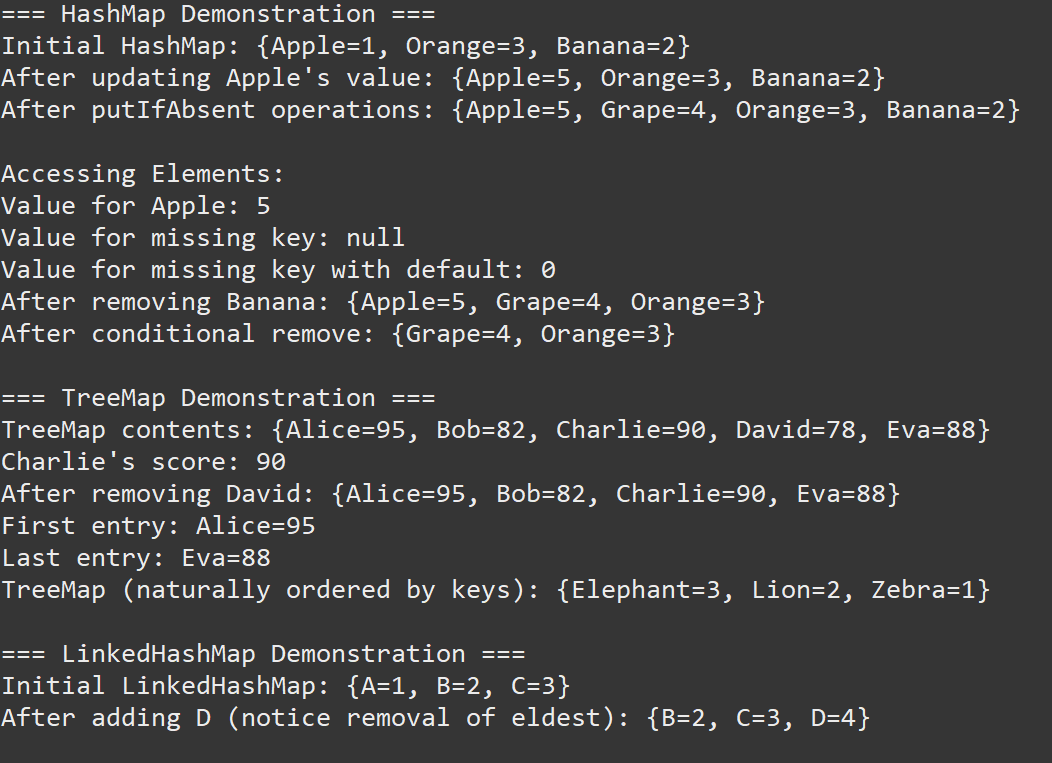 === HashMap Demonstration ===
Initial HashMap: {Apple=1, Orange=3, Banana=2}
After updating Apple's value: {Apple=5, Orange=3, Banana=2}
After putIfAbsent operations: {Apple=5, Grape=4, Orange=3, Banana=2}
Accessing Elements:
Value for Apple: 5
Value for missing key: null
Value for missing key with default: 0
After removing Banana: {Apple=5, Grape=4, Orange=3}
After conditional remove: {Grape=4, Orange=3}
=== TreeMap Demonstration ===
TreeMap contents: {Alice=95, Bob=82, Charlie=90, David=78, Eva=88}
Charlie's score: 90
After removing David: {Alice=95, Bob=82, Charlie=90, Eva=88}
First entry: Alice=95
Last entry: Eva=88
TreeMap (naturally ordered by keys): {Elephant=3, Lion=2, Zebra=1}
=== LinkedHashMap Demonstration ===
Initial LinkedHashMap: {A=1, B=2, C=3}
After adding D (notice removal of eldest): {B=2, C=3, D=4}